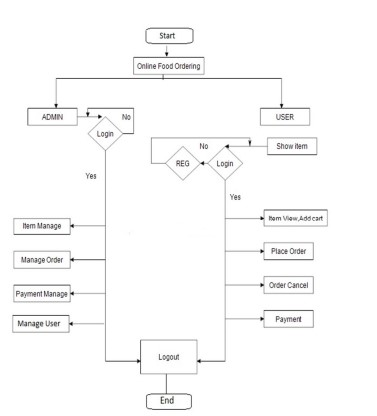 Start
Online Food Ordering
ADMIN
No
USER
Login
No
Show item
REG
Login
Yes
Yes
Item Manage
Item View,Add cart
Manage Order
Place Order
Payment Manage
Order Cancel
Manage User
Payment
Logout
End